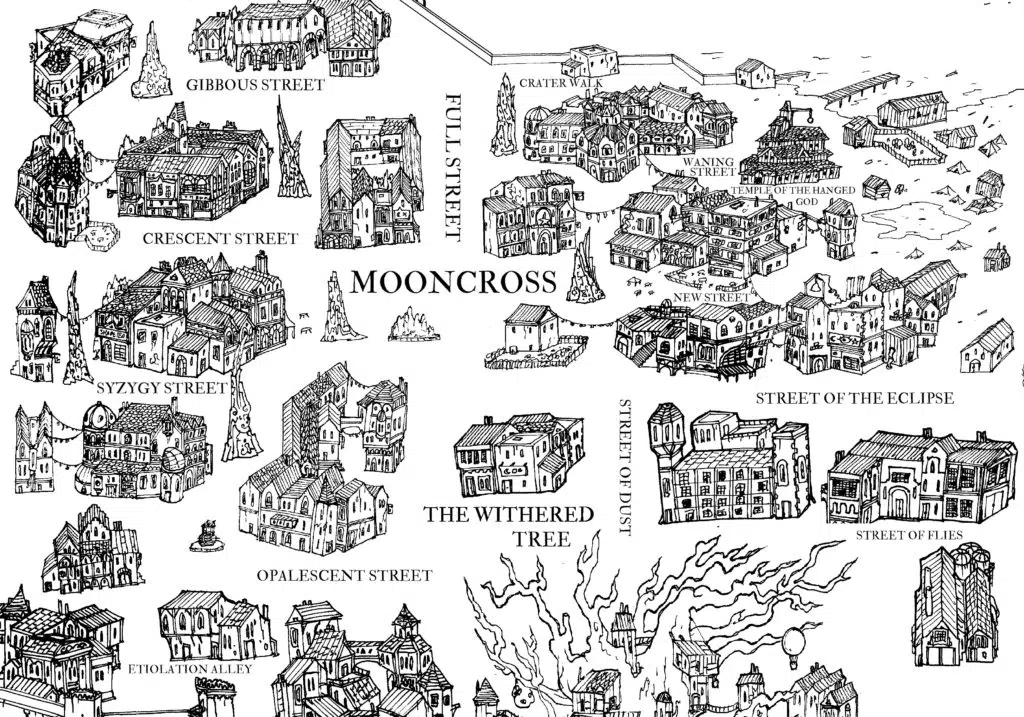 GIBBOUS STREET
CRATER WALK
FULL STREET
WANING
STREET
TEMPLE OF THE HANGED
GOD
CRESCENT STREET
MOONCROSS
NEW STREET
SYZYGY STREET
STREET OF THE ECLIPSE
STREET OF DUST
THE WITHERED
TREE
STREET OF FLIES
OPALESCENT STREET
ETIOLATION ALLEY